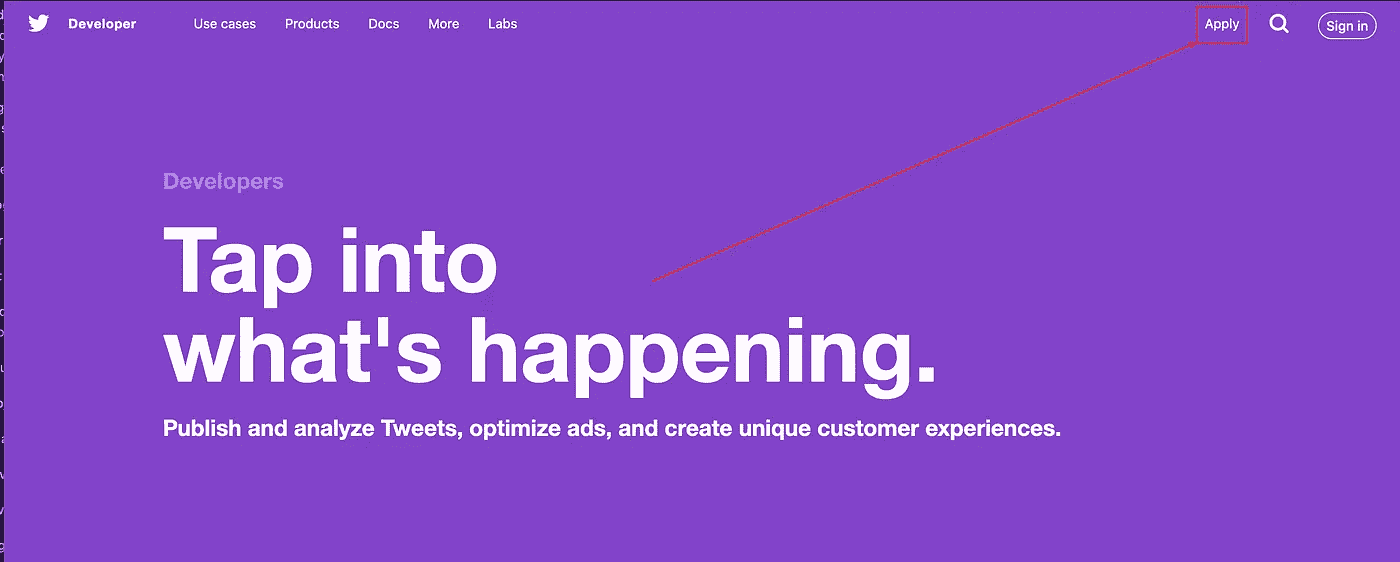 Developer Use cases Products Docs More Labs Apply Sign in
Developers
Tap into
what's happening.
Publish and analyze Tweets, optimize ads, and create unique customer experiences.